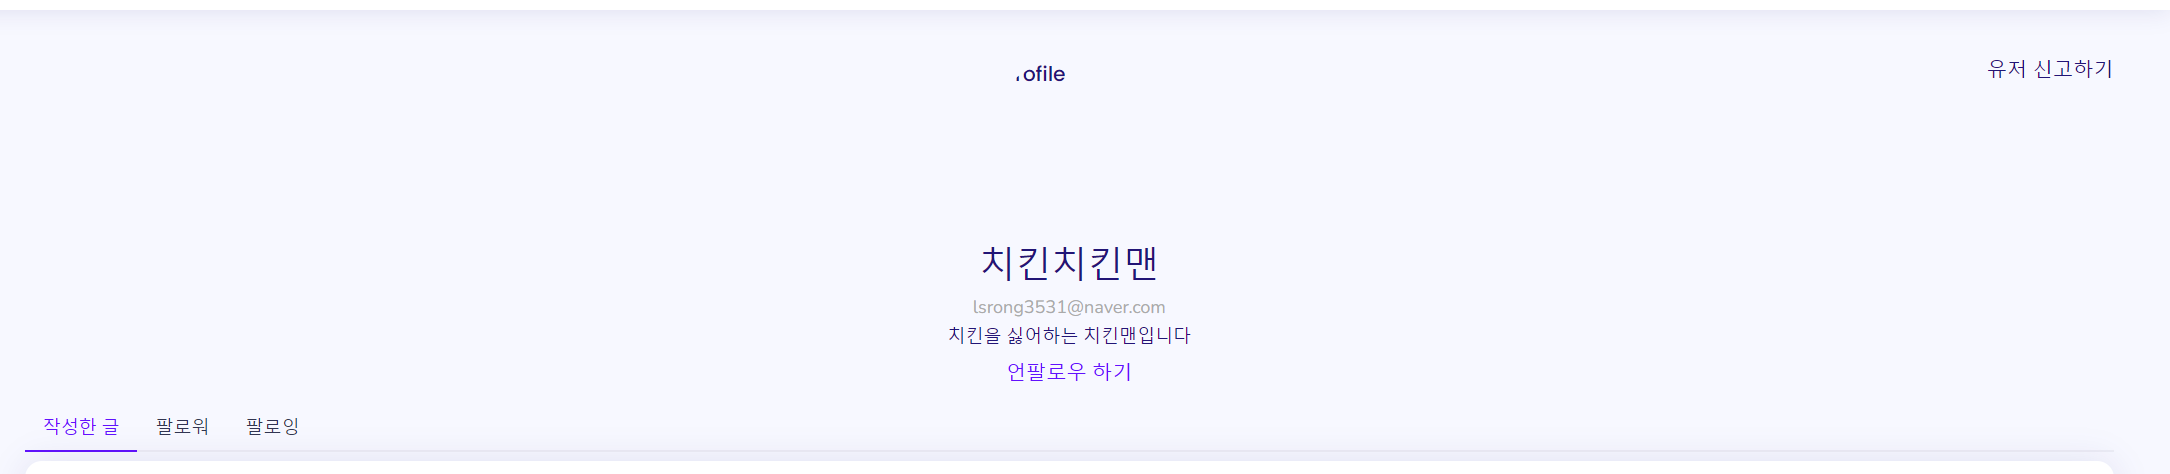 ofile
유저 신고하기
치킨치킨맨
lsrong3531@naver.com
치킨을 싫어하는 치킨맨입니다
언팔로우 하기
작성한 글 팔로워 팔로잉